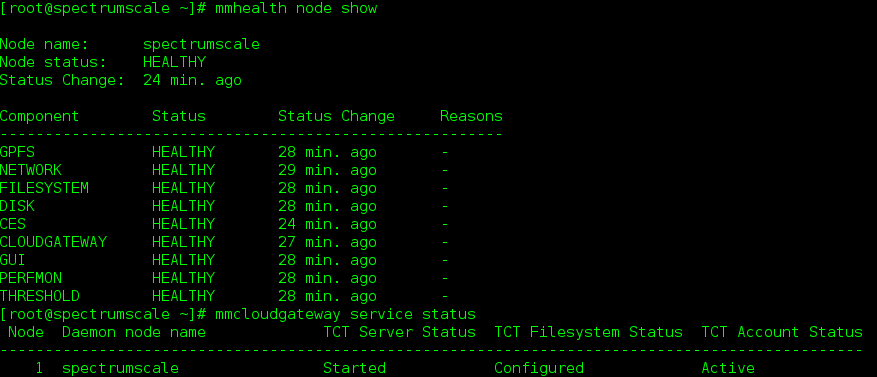 [root@spectrumscale ~]# mmhealth node show
Node name:      spectrumscale
Node status:    HEALTHY
Status Change:  24 min. ago
Component        Status        Status Change     Reasons
--------------------------------------------------------
GPFS             HEALTHY       28 min. ago       -
NETWORK          HEALTHY       29 min. ago       -
FILESYSTEM       HEALTHY       28 min. ago       -
DISK             HEALTHY       28 min. ago       -
CES              HEALTHY       24 min. ago       -
CLOUDGATEWAY     HEALTHY       27 min. ago       -
GUI              HEALTHY       28 min. ago       -
PERFMON          HEALTHY       28 min. ago       -
THRESHOLD        HEALTHY       28 min. ago       -
[root@spectrumscale ~]# mmcloudgateway service status
 Node  Daemon node name             TCT Server Status  TCT Filesystem Status  TCT Account Status
------------------------------------------------------------------------------------------------
    1  spectrumscale                Started            Configured             Active